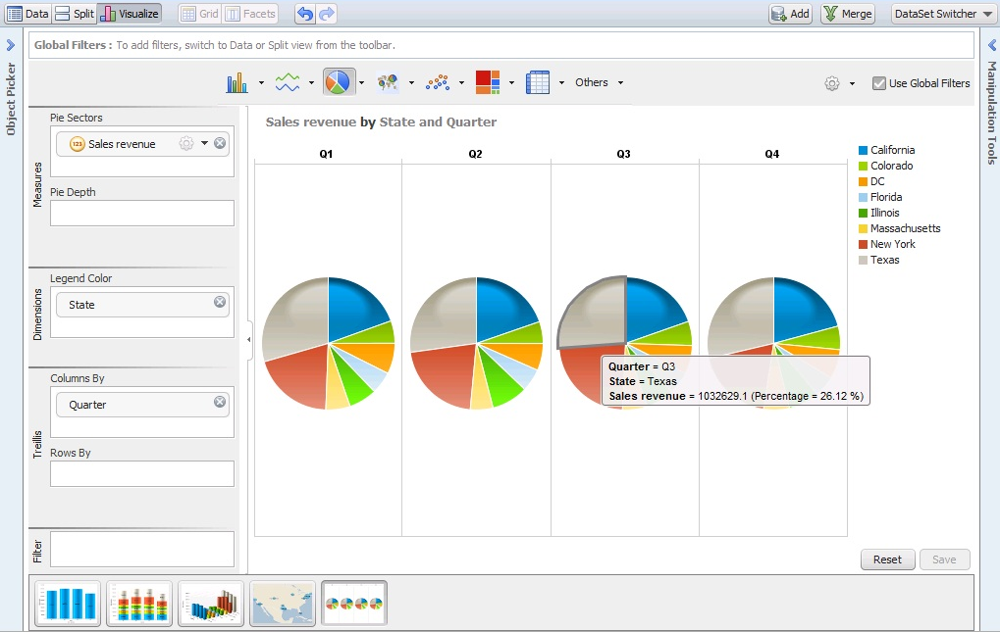 Data Split Visualize Grid Facets Add Merge DataSet Switcher
Global Filters : To add filters, switch to Data or Split view from the toolbar.
Object Picker
Manipulation Tools
Others Use Global Filters
Measures
Pie Sectors
123 Sales revenue
Pie Depth
Dimensions
Legend Color
State
Trellis
Columns By
Quarter
Rows By
Filter
Sales revenue by State and Quarter
Q1 Q2 Q3 Q4
California
Colorado
DC
Florida
Illinois
Massachusetts
New York
Texas
Quarter = Q3
State = Texas
Sales revenue = 1032629.1 (Percentage = 26.12 %)
Reset Save